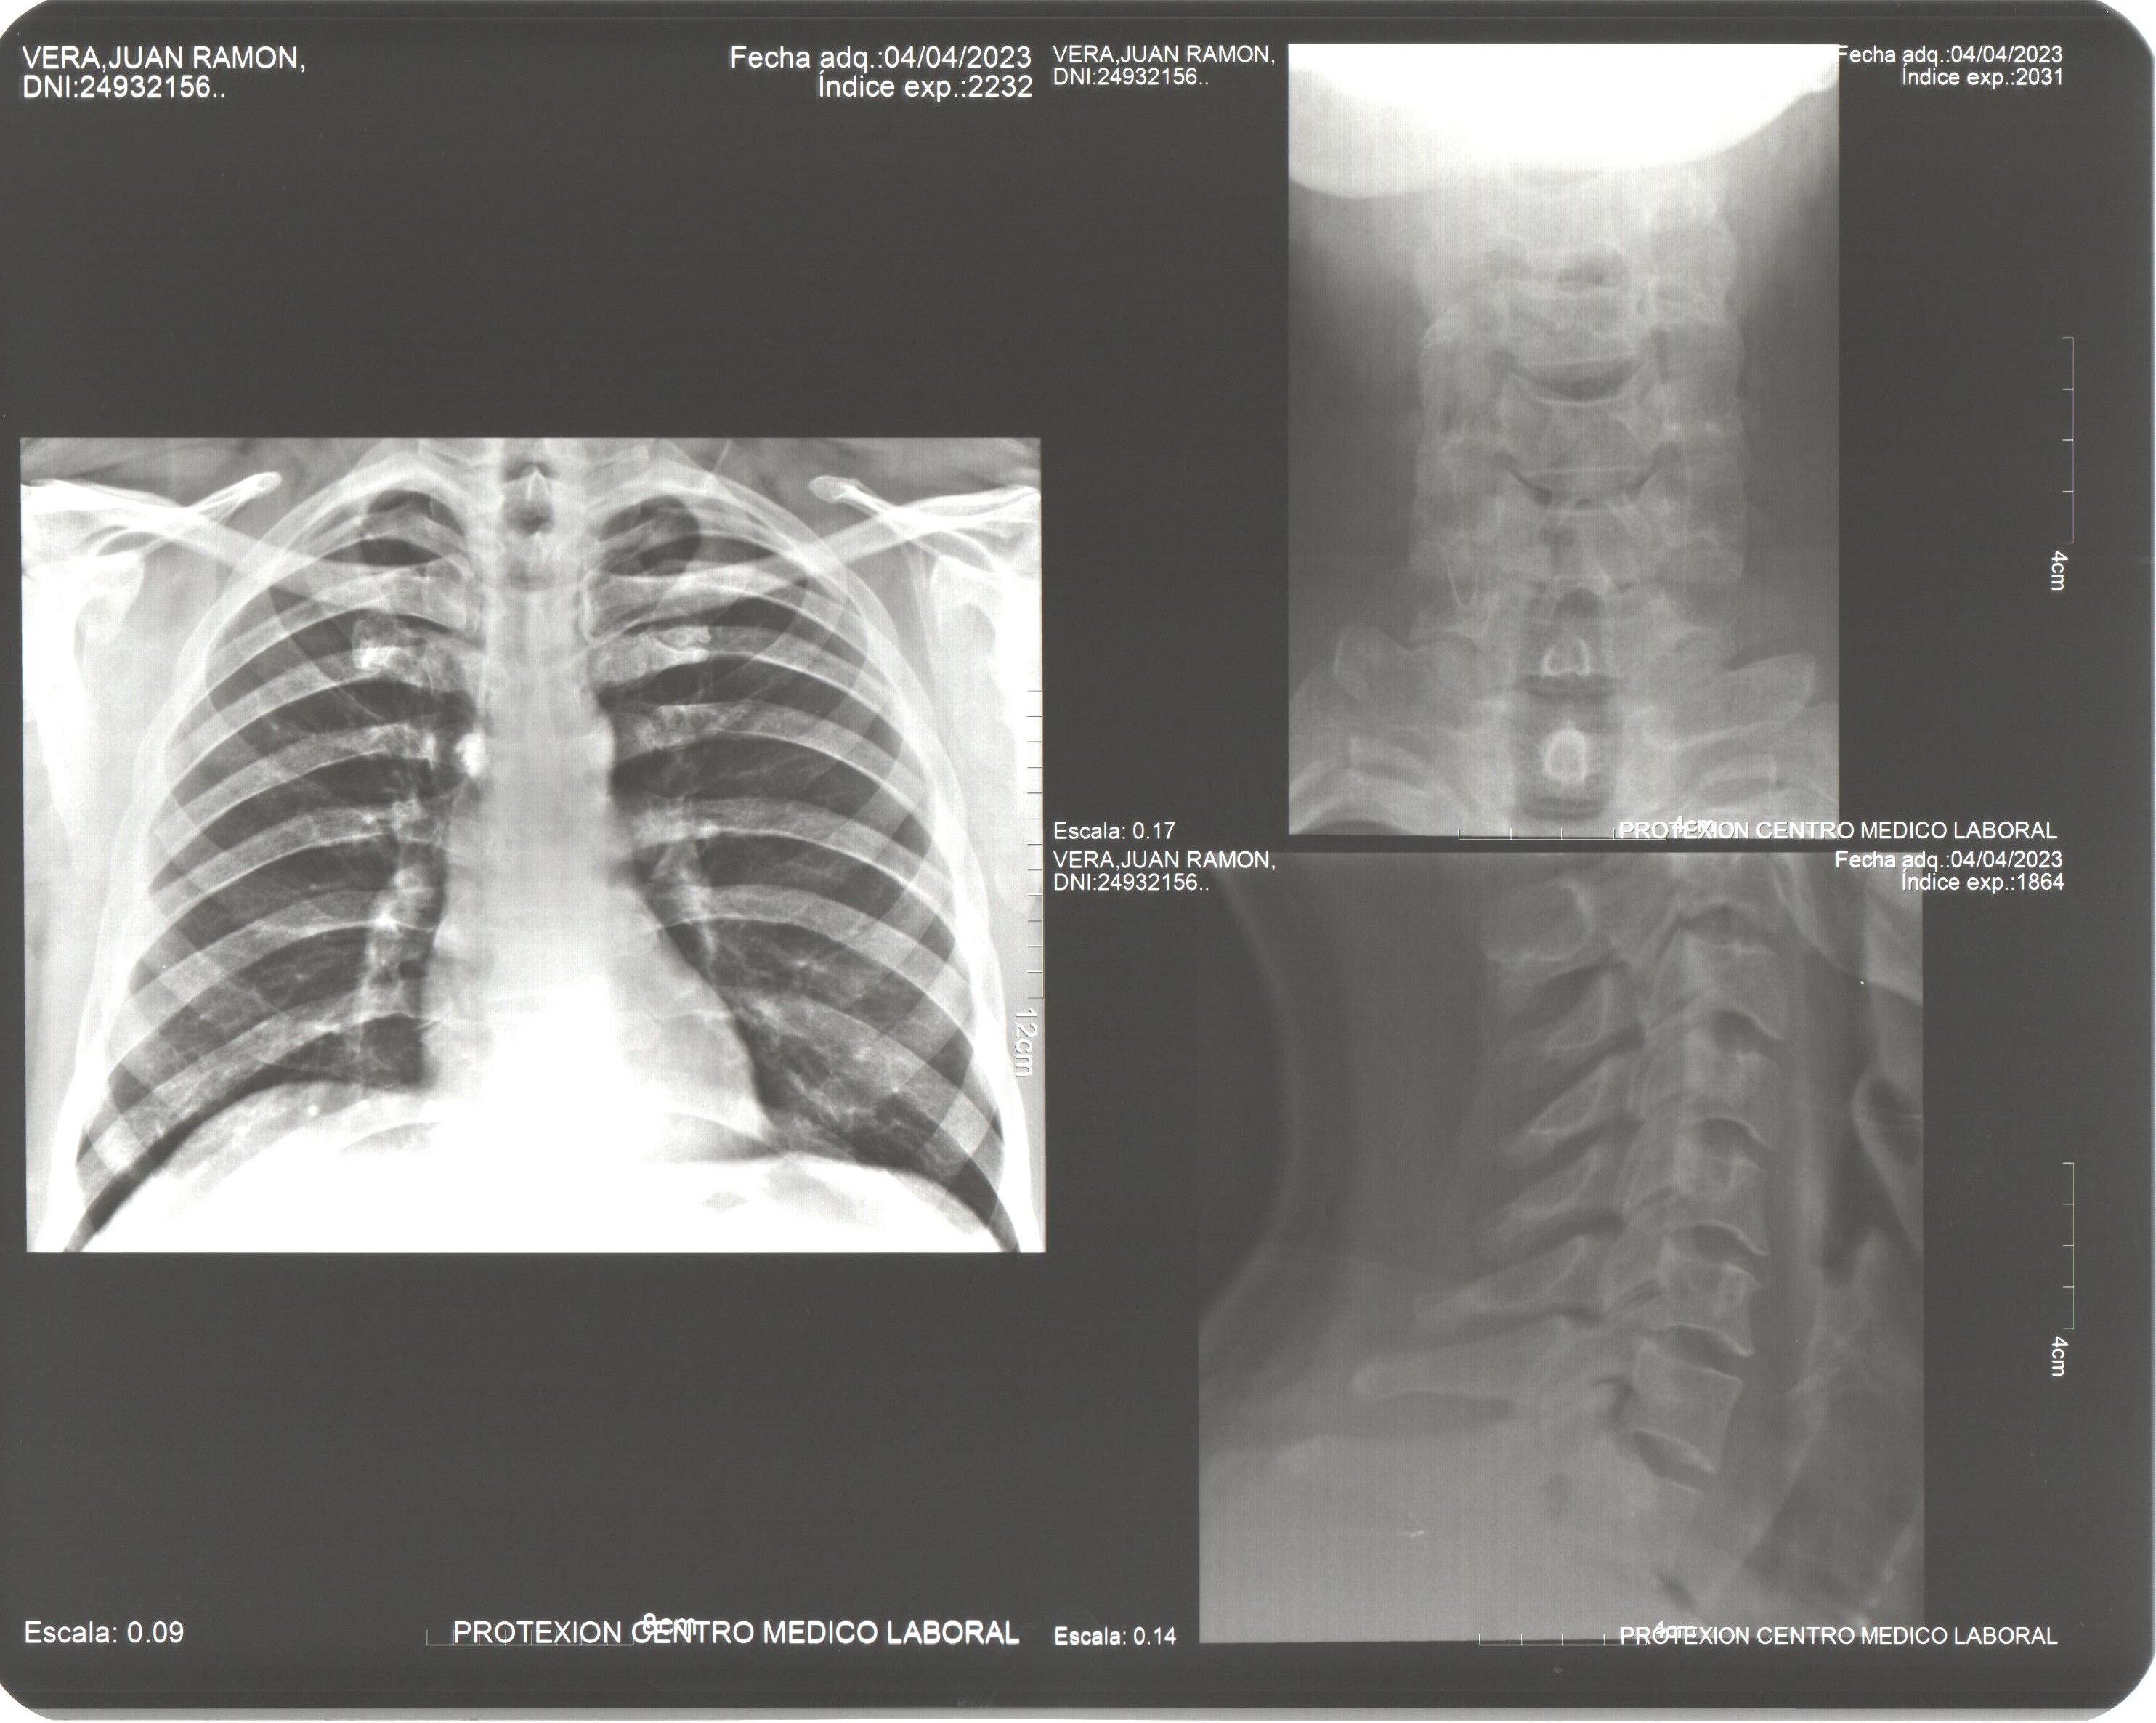 VERA,JUAN RAMON,
DNI:24932156..
Fecha adq.:04/04/2023
Índice exp.:2232
12cm
Escala: 0.09
8cm
PROTEXION CENTRO MEDICO LABORAL
VERA,JUAN RAMON,
DNI:24932156..
Fecha adq.:04/04/2023
Índice exp.:2031
4cm
Escala: 0.17
4cm
PROTEXION CENTRO MEDICO LABORAL
VERA,JUAN RAMON,
DNI:24932156..
Fecha adq.:04/04/2023
Índice exp.:1864
4cm
Escala: 0.14
4cm
PROTEXION CENTRO MEDICO LABORAL